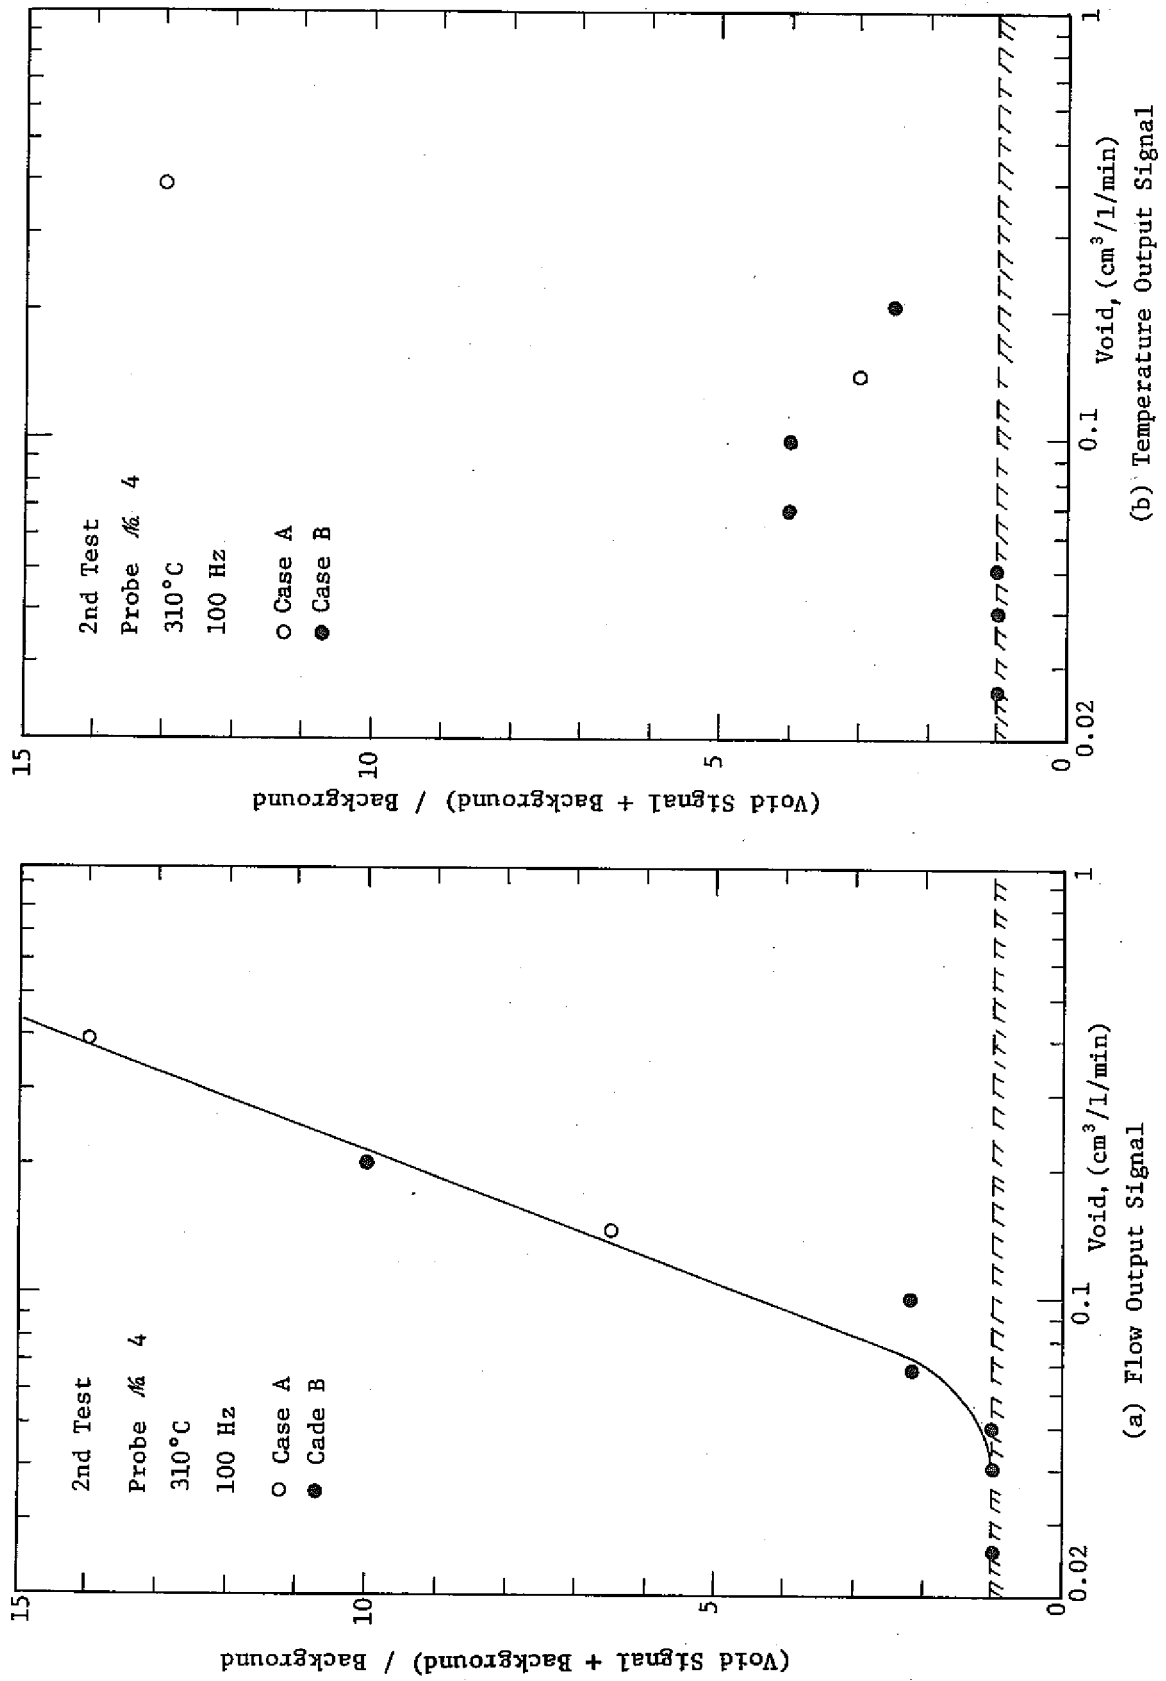 15
10
5
0
(Void Signal + Background) / Background
2nd Test
Probe № 4
310°C
100 Hz
○ Case A
● Cade B
0.02
0.1
1
Void, (cm³/l/min)
(a) Flow Output Signal
15
10
5
0
(Void Signal + Background) / Background
2nd Test
Probe № 4
310°C
100 Hz
○ Case A
● Case B
0.02
0.1
1
Void, (cm³/l/min)
(b) Temperature Output Signal